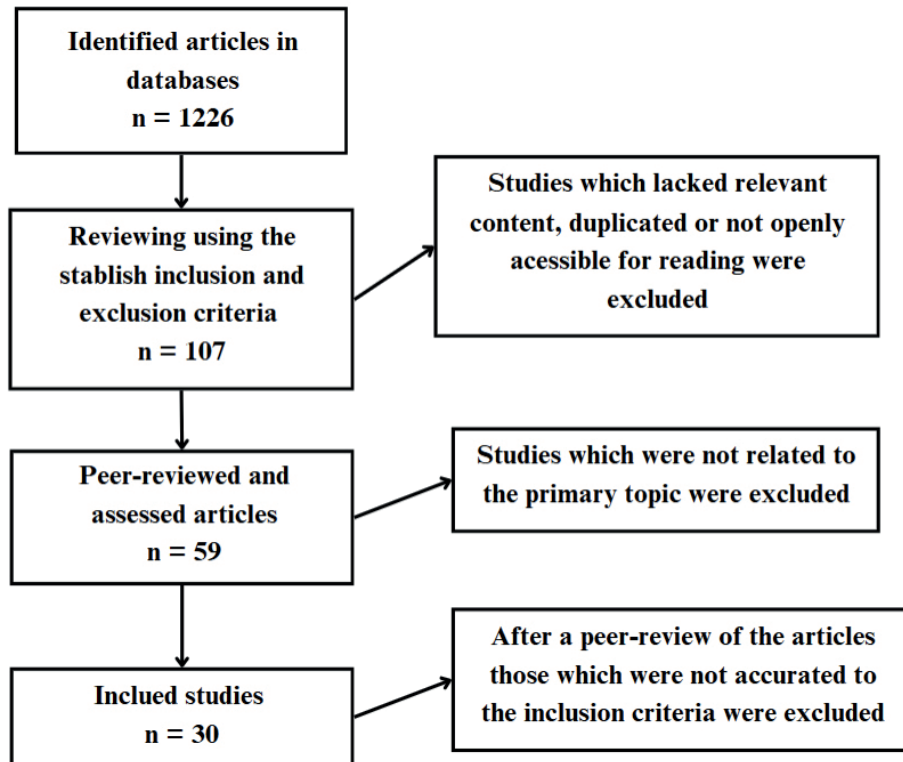 Identified articles in
databases
n = 1226
Studies which lacked relevant
content, duplicated or not openly
acessible for reading were
excluded
Reviewing using the
stablish inclusion and
exclusion criteria
n = 107
Peer-reviewed and
assessed articles
n = 59
Studies which were not related to
the primary topic were excluded
After a peer-review of the articles
those which were not accurated to
the inclusion criteria were excluded
Inclued studies
n = 30